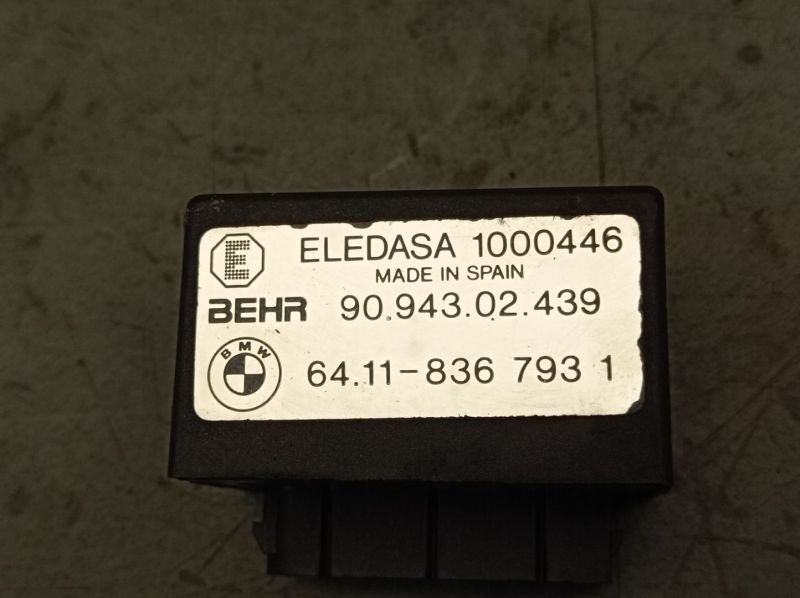 E
ELEDASA 1000446
MADE IN SPAIN
BEHR 90.943.02.439
BMW
64.11-836 793 1